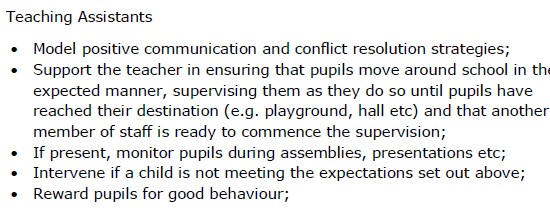 Teaching Assistants
• Model positive communication and conflict resolution strategies;
• Support the teacher in ensuring that pupils move around school in the
expected manner, supervising them as they do so until pupils have
reached their destination (e.g. playground, hall etc) and that another
member of staff is ready to commence the supervision;
• If present, monitor pupils during assemblies, presentations etc;
• Intervene if a child is not meeting the expectations set out above;
• Reward pupils for good behaviour;